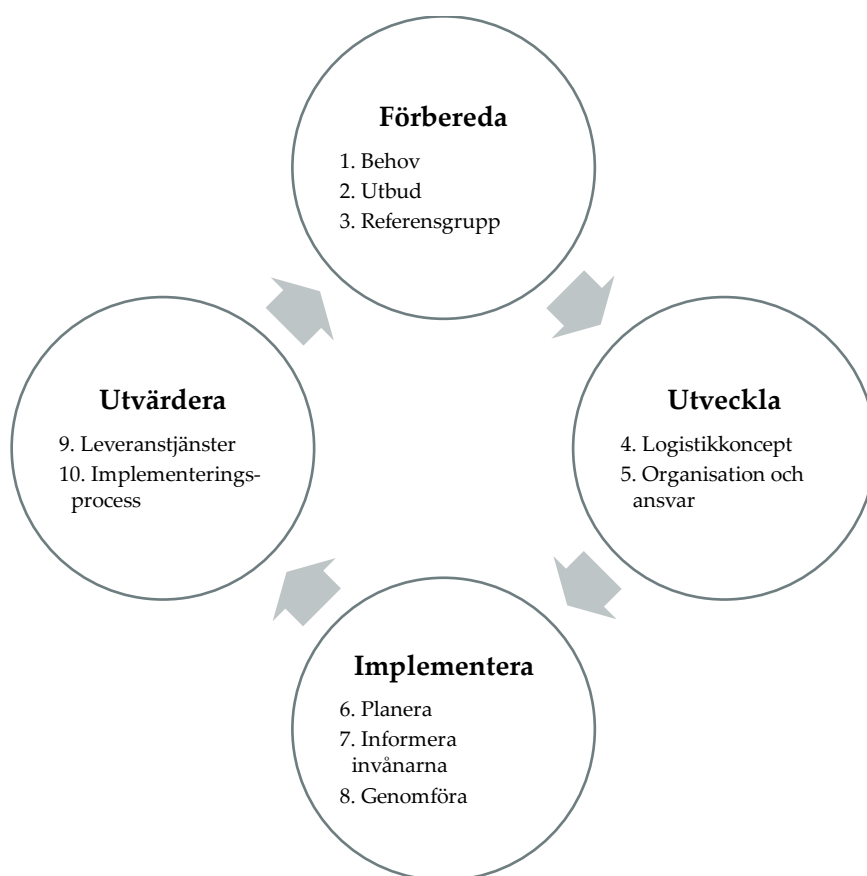 Förbereda
1. Behov
2. Utbud
3. Referensgrupp
Utveckla
4. Logistikkoncept
5. Organisation och
ansvar
Implementera
6. Planera
7. Informera
invånarna
8. Genomföra
Utvärdera
9. Leveranstjänster
10. Implementerings-
process